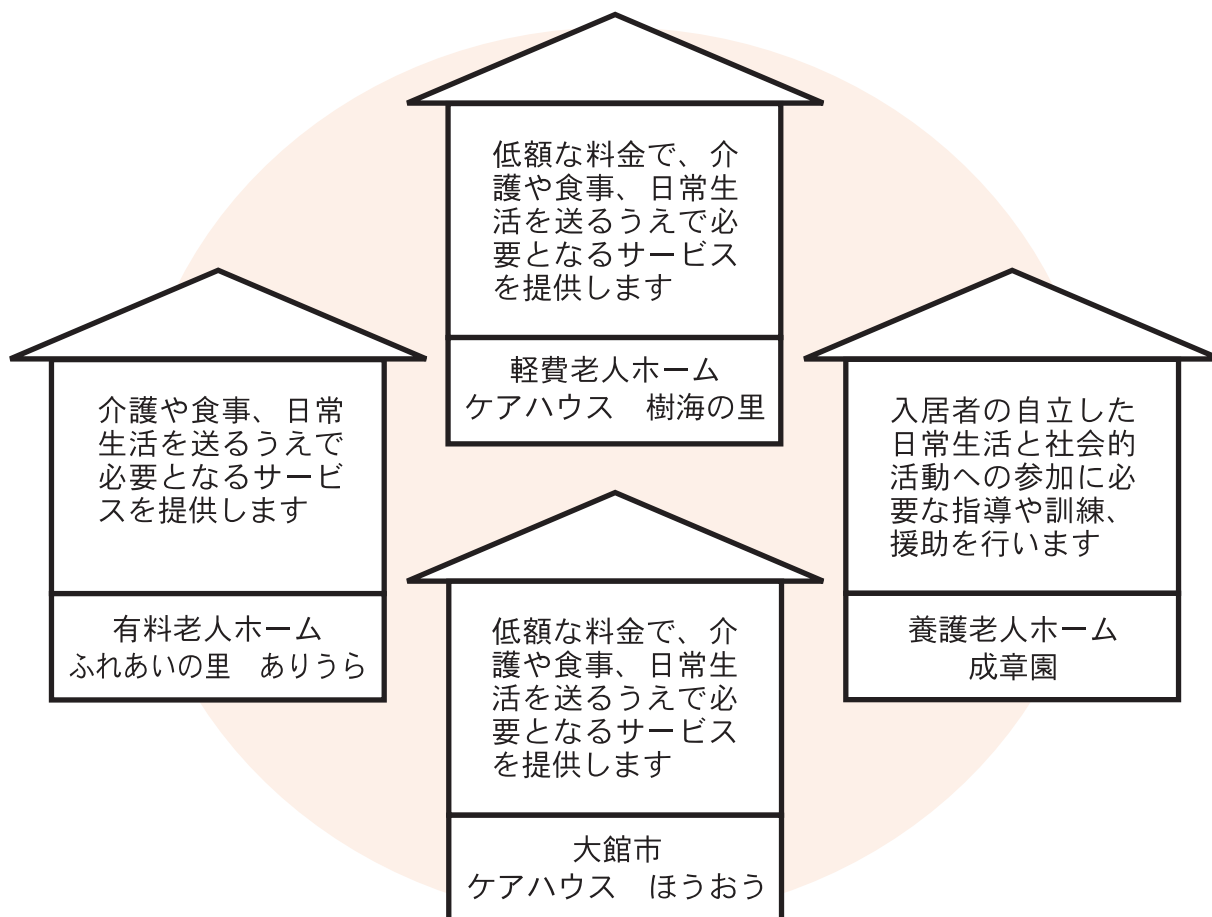 低額な料金で、介
護や食事、日常生
活を送るうえで必
要となるサービス
を提供します
軽費老人ホーム
ケアハウス　樹海の里
介護や食事、日常
生活を送るうえで
必要となるサービ
スを提供します
有料老人ホーム
ふれあいの里　ありうら
入居者の自立した
日常生活と社会的
活動への参加に必
要な指導や訓練、
援助を行います
養護老人ホーム
成章園
低額な料金で、介
護や食事、日常生
活を送るうえで必
要となるサービス
を提供します
大館市
ケアハウス　ほうおう